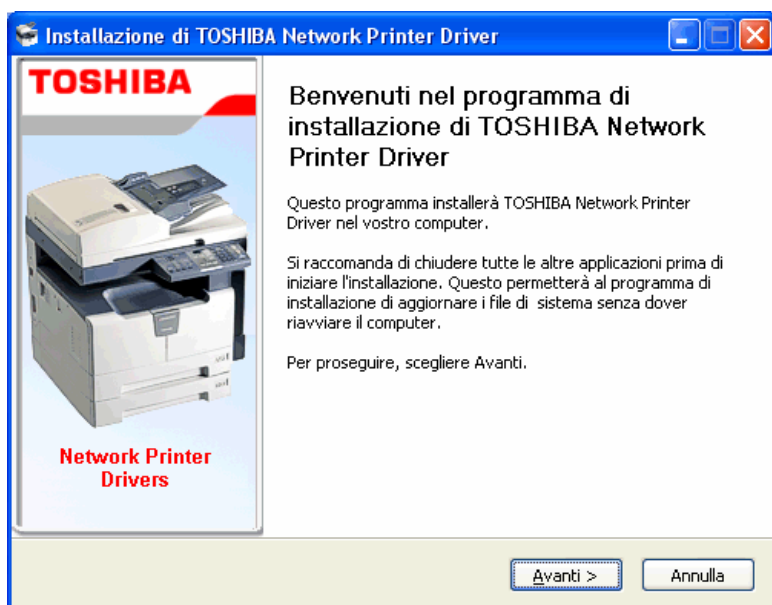 Installazione di TOSHIBA Network Printer Driver
TOSHIBA
Network Printer
Drivers
Benvenuti nel programma di
installazione di TOSHIBA Network
Printer Driver
Questo programma installerà TOSHIBA Network Printer
Driver nel vostro computer.
Si raccomanda di chiudere tutte le altre applicazioni prima di
iniziare l'installazione. Questo permetterà al programma di
installazione di aggiornare i file di sistema senza dover
riavviare il computer.
Per proseguire, scegliere Avanti.
Avanti >
Annulla